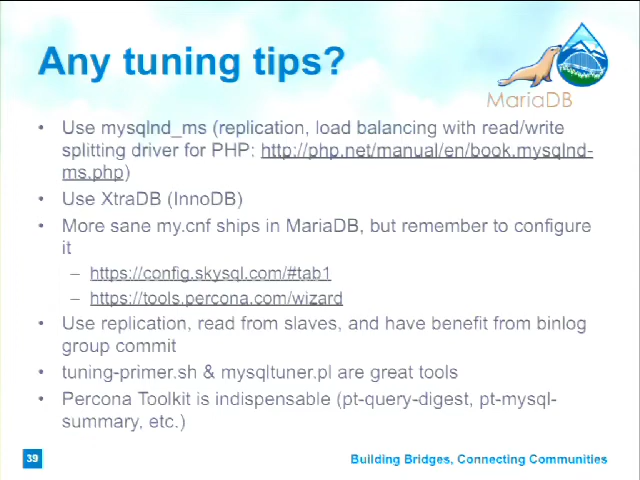 Any tuning tips?
MariaDB
• Use mysqlnd_ms (replication, load balancing with read/write
splitting driver for PHP: http://php.net/manual/en/book.mysqlnd-
ms.php)
• Use XtraDB (InnoDB)
• More sane my.cnf ships in MariaDB, but remember to configure
it
– https://config.skysql.com/#tab1
– https://tools.percona.com/wizard
• Use replication, read from slaves, and have benefit from binlog
group commit
• tuning-primer.sh & mysqltuner.pl are great tools
• Percona Toolkit is indispensable (pt-query-digest, pt-mysql-
summary, etc.)
39
Building Bridges, Connecting Communities